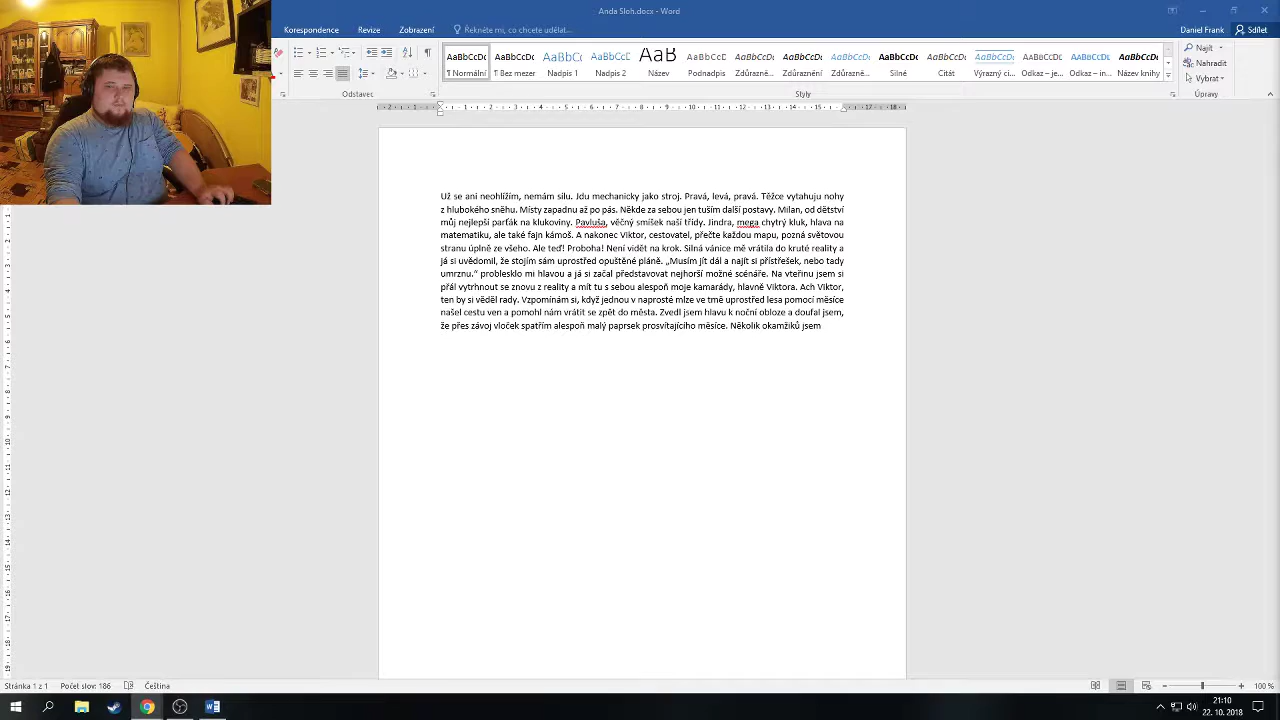 Anda Sloh.docx - Word
Korespondence
Revize
Zobrazení
Řekněte mi, co chcete udělat...
Daniel Frank
Sdílet
AaBbCcDc AaBbCcDc AaBbCc AaBbCcD AaB AaBbCcD AaBbCcDc AaBbCcDc AaBbCcDc AaBbCcDc AaBbCcDc AaBbCcDc AaBbCcDc AaBbCcDc AaBbCcDc
¶ Normální
¶ Bez mezer
Nadpis 1
Nadpis 2
Název
Podnadpis
Zdůrazně...
Zdůraznění
Zdůrazně...
Silné
Citát
Výrazný ci...
Odkaz – je...
Odkaz – in...
Název knihy
Najít
Nahradit
Vybrat
Odstavec
Styly
Úpravy
Už se ani neohlížím, nemám sílu. Jdu mechanicky jako stroj. Pravá, levá, pravá. Těžce vytahuju nohy
z hlubokého sněhu. Místy zapadnu až po pás. Někde za sebou jen tuším další postavy. Milan, od dětství
můj nejlepší parťák na klukoviny. Pavluša, věčný smíšek naší třídy. Jindra, mega chytrý kluk, hlava na
matematiku, ale také fajn kámoš. A nakonec Viktor, cestovatel, přečte každou mapu, pozná světovou
stranu úplně ze všeho. Ale teď! Proboha! Není vidět na krok. Silná vánice mě vrátila do kruté reality a
já si uvědomil, že stojím sám uprostřed opuštěné pláně. „Musím jít dál a najít si přístřešek, nebo tady
umrznu.“ problesklo mi hlavou a já si začal představovat nejhorší možné scénáře. Na vteřinu jsem si
přál vytrhnout se znovu z reality a mít tu s sebou alespoň moje kamarády, hlavně Viktora. Ach Viktor,
ten by si věděl rady. Vzpomínám si, když jednou v naprosté mlze ve tmě uprostřed lesa pomocí měsíce
našel cestu ven a pomohl nám vrátit se zpět do města. Zvedl jsem hlavu k noční obloze a doufal jsem,
že přes závoj vloček spatřím alespoň malý paprsek prosvítajícího měsíce. Několik okamžiků jsem
Stránka 1 z 1
Počet slov: 186
Čeština
100 %
21:10
22. 10. 2018